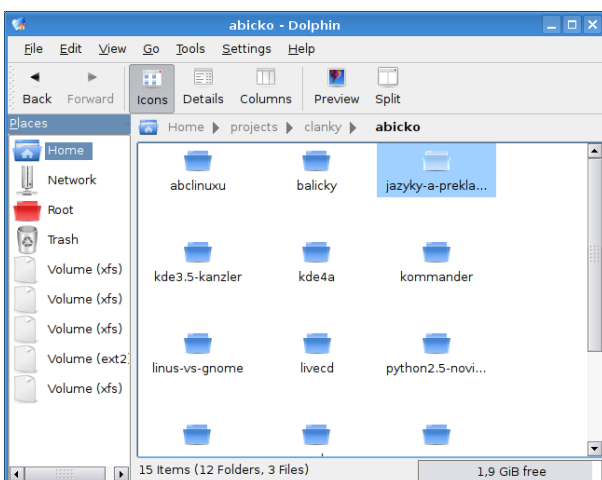 abicko - Dolphin
File Edit View Go Tools Settings Help
Back Forward Icons Details Columns Preview Split
Places
Home projects clanky abicko
Home
Network
Root
Trash
Volume (xfs)
Volume (xfs)
Volume (xfs)
Volume (ext2)
Volume (xfs)
abclinuxu balicky jazyky-a-prekla...
kde3.5-kanzler kde4a kommander
linus-vs-gnome livecd python2.5-novi...
15 Items (12 Folders, 3 Files) 1,9 GiB free